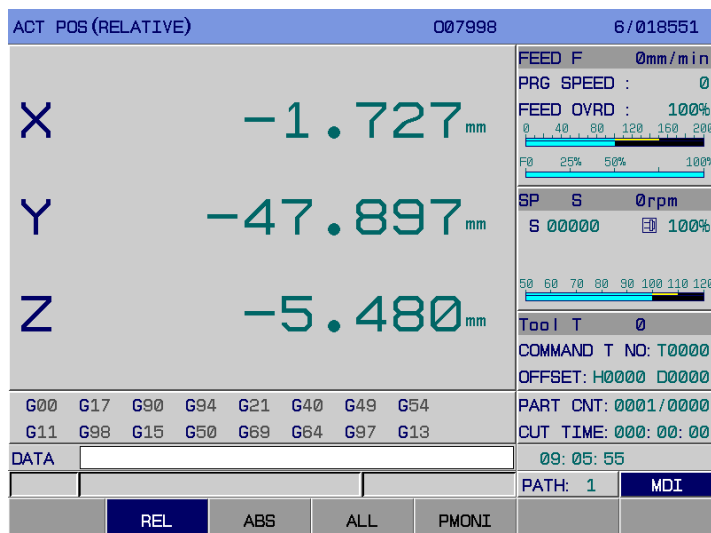 ACT POS(RELATIVE) O07998 6/018551
X -1.727 mm
Y -47.897 mm
Z -5.480 mm
G00 G17 G90 G94 G21 G40 G49 G54
G11 G98 G15 G50 G69 G64 G97 G13
DATA
FEED F 0mm/min
PRG SPEED : 0
FEED OVRD : 100%
0 40 80 120 160 200
F0 25% 50% 100%
SP S 0rpm
S 00000 100%
50 60 70 80 90 100 110 120
Tool T 0
COMMAND T NO: T0000
OFFSET: H0000 D0000
PART CNT: 0001/0000
CUT TIME: 000:00:00
09:05:55
PATH: 1 MDI
REL ABS ALL PMONI